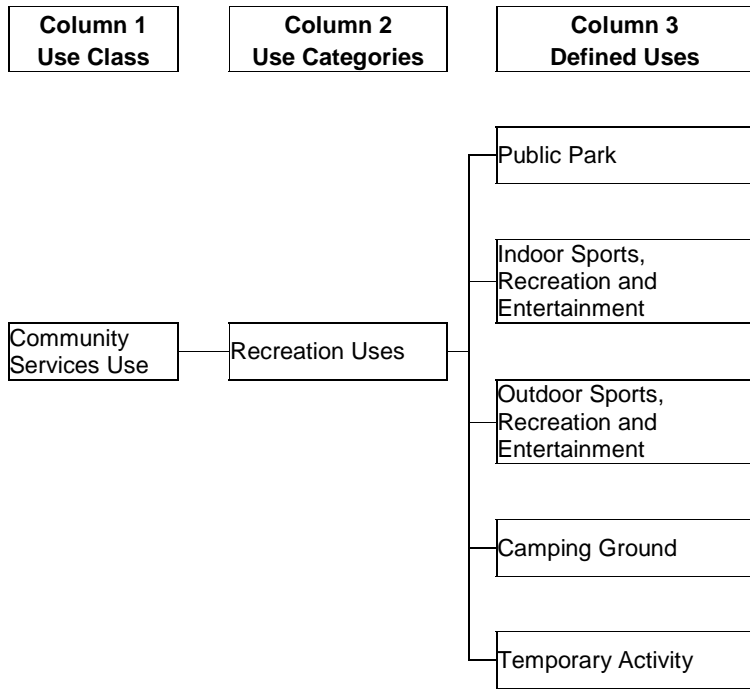 Column 1
Use Class
Column 2
Use Categories
Column 3
Defined Uses
Public Park
Indoor Sports,
Recreation and
Entertainment
Community
Services Use
Recreation Uses
Outdoor Sports,
Recreation and
Entertainment
Camping Ground
Temporary Activity